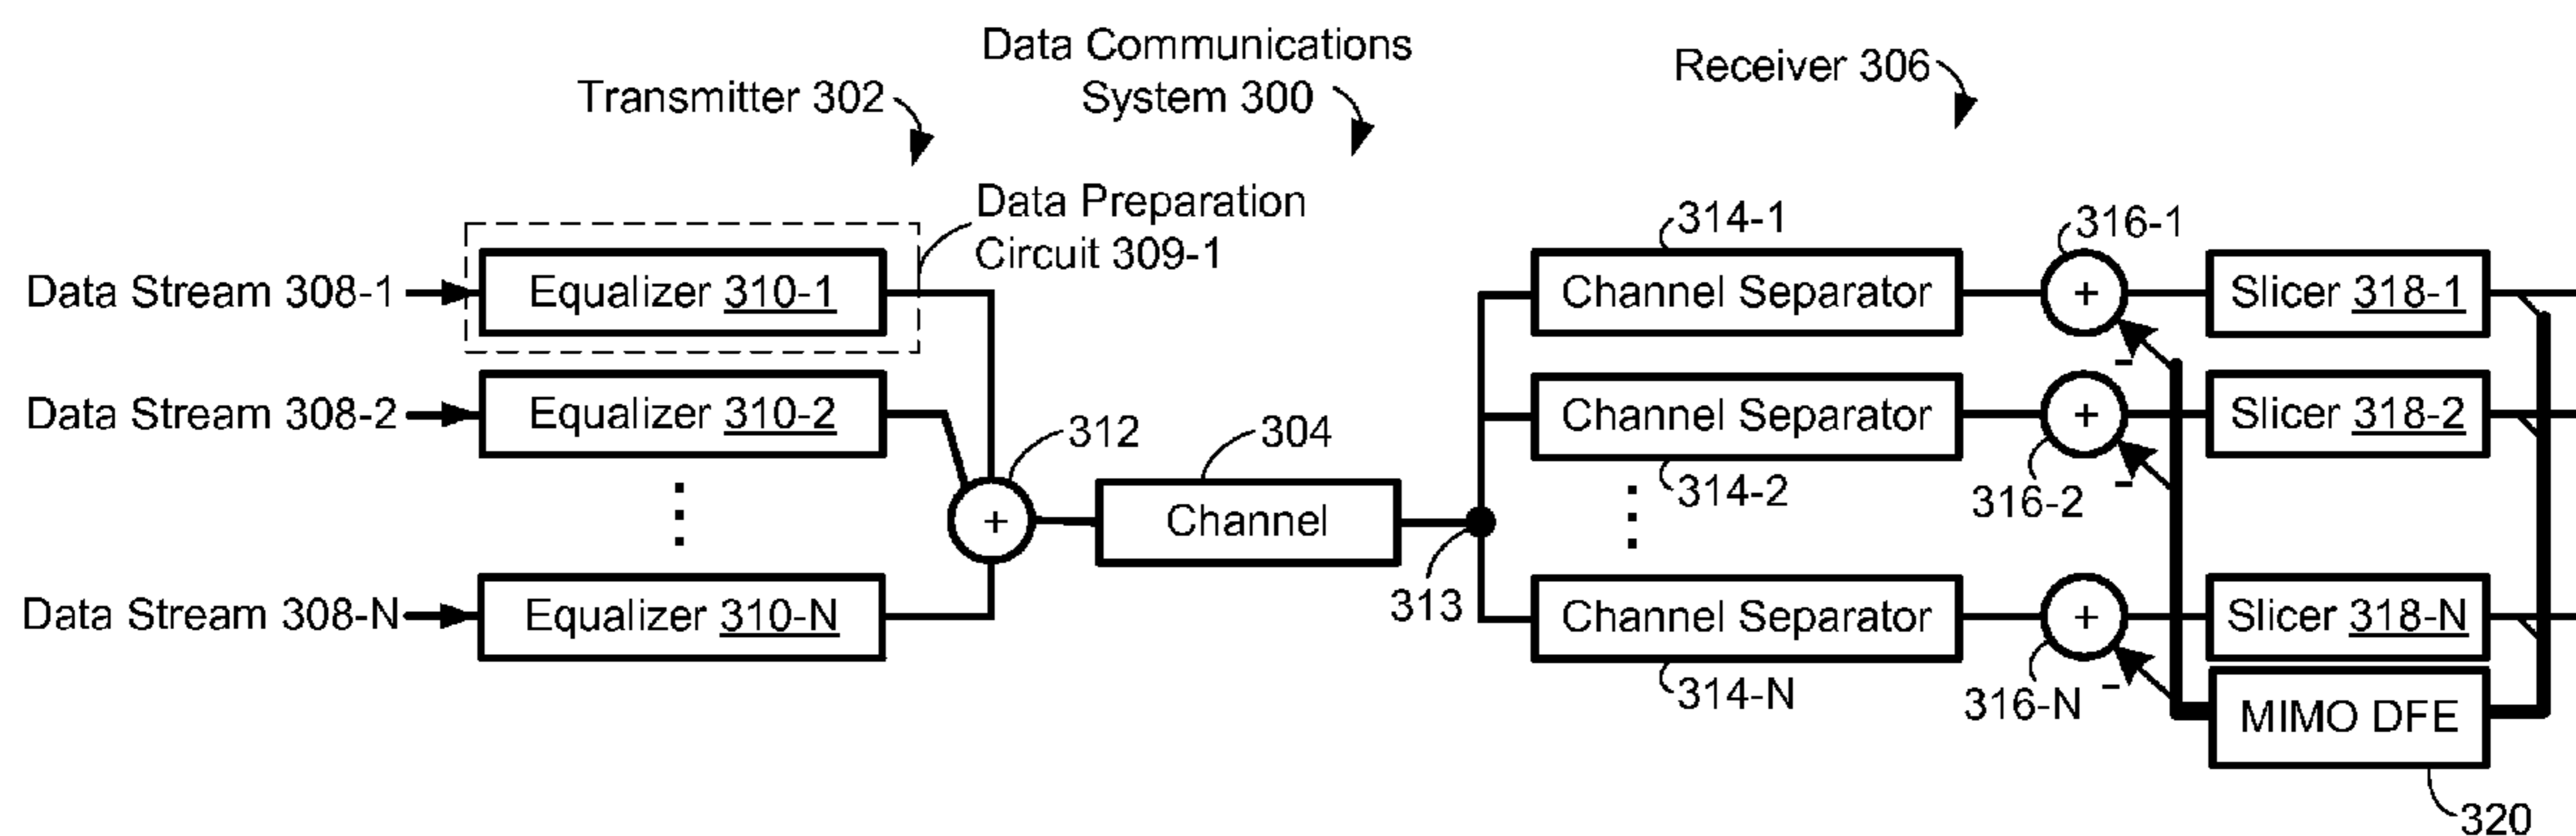 Data Communications
System 300
Transmitter 302
Receiver 306
Data Preparation
Circuit 309-1
Data Stream 308-1
Equalizer 310-1
314-1
Channel Separator
316-1
+
-
Slicer 318-1
Data Stream 308-2
Equalizer 310-2
312
+
304
Channel
313
Channel Separator
314-2
+
316-2
-
Slicer 318-2
Data Stream 308-N
Equalizer 310-N
Channel Separator
314-N
+
316-N
-
Slicer 318-N
MIMO DFE
320